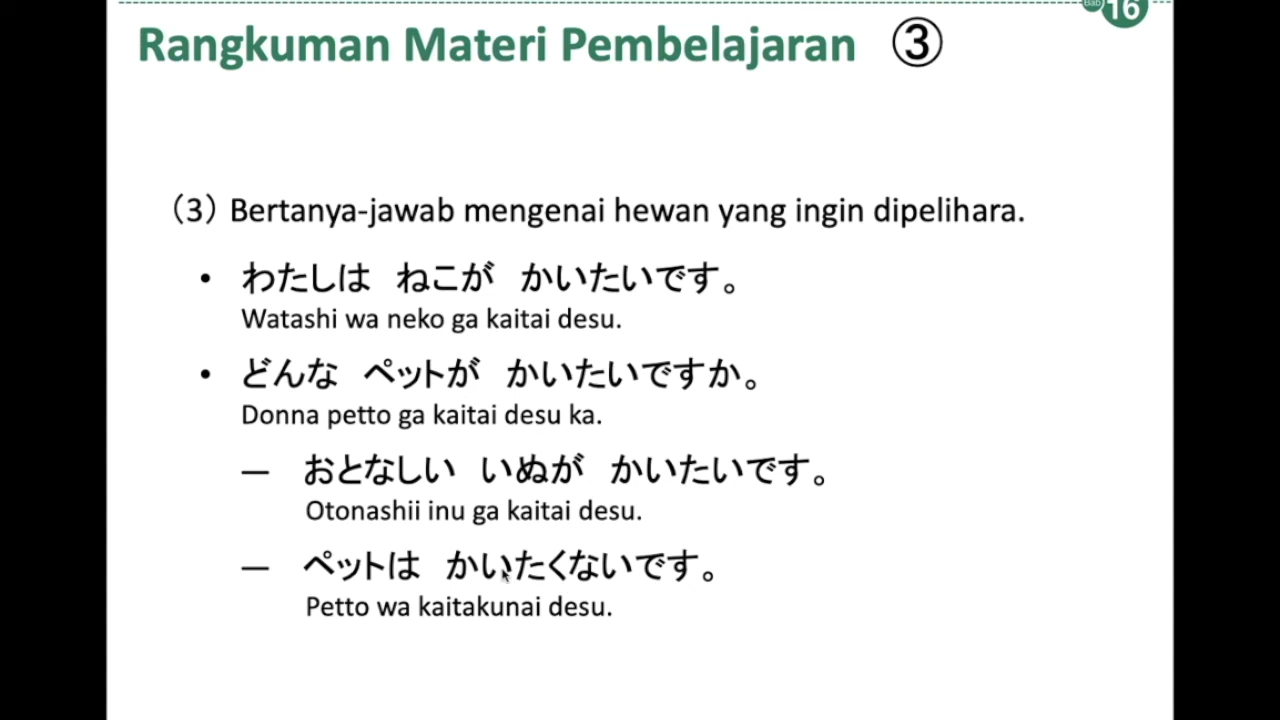 Bab 16
Rangkuman Materi Pembelajaran ③
（3）Bertanya-jawab mengenai hewan yang ingin dipelihara.
• わたしは ねこが かいたいです。
Watashi wa neko ga kaitai desu.
• どんな ペットが かいたいですか。
Donna petto ga kaitai desu ka.
― おとなしい いぬが かいたいです。
Otonashii inu ga kaitai desu.
― ペットは かいたくないです。
Petto wa kaitakunai desu.